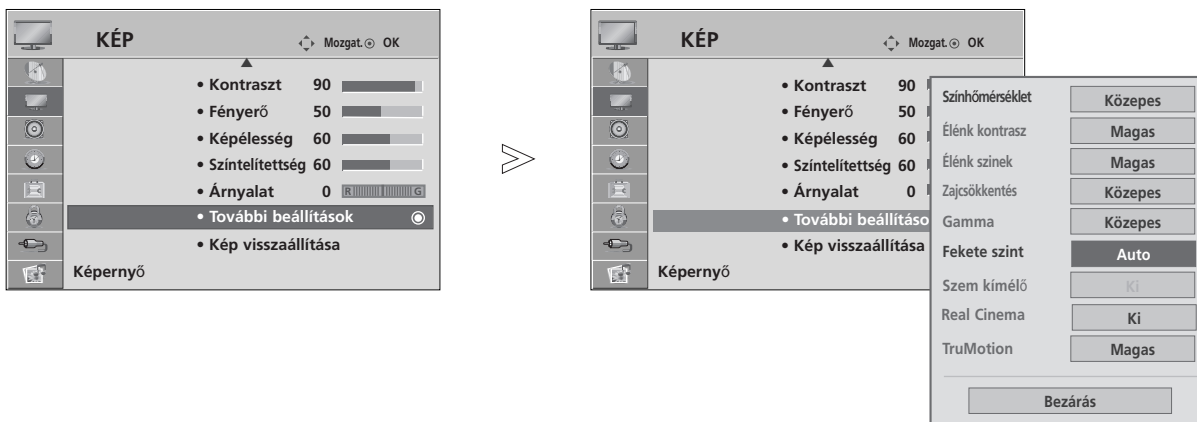 KÉP
Mozgat. OK
• Kontraszt 90
• Fényerő 50
• Képélesség 60
• Színtelítettség 60
• Árnyalat 0 R G
• További beállítások
• Kép visszaállítása
Képernyő
KÉP
Mozgat. OK
• Kontraszt 90
• Fényerő 50
• Képélesség 60
• Színtelítettség 60
• Árnyalat 0
• További beállításo
• Kép visszaállítása
Képernyő
Színhőmérséklet Közepes
Élénk kontrasz Magas
Élénk szinek Magas
Zajcsökkentés Közepes
Gamma Közepes
Fekete szint Auto
Szem kímélő Ki
Real Cinema Ki
TruMotion Magas
Bezárás